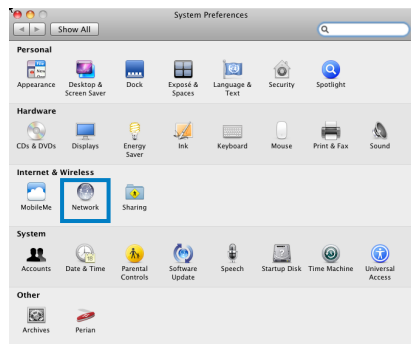 System Preferences
Show All
Personal
Appearance
Desktop &
Screen Saver
Dock
Exposé &
Spaces
Language &
Text
Security
Spotlight
Hardware
CDs & DVDs
Displays
Energy
Saver
Ink
Keyboard
Mouse
Print & Fax
Sound
Internet & Wireless
MobileMe
Network
Sharing
System
Accounts
Date & Time
Parental
Controls
Software
Update
Speech
Startup Disk
Time Machine
Universal
Access
Other
Archives
Perian